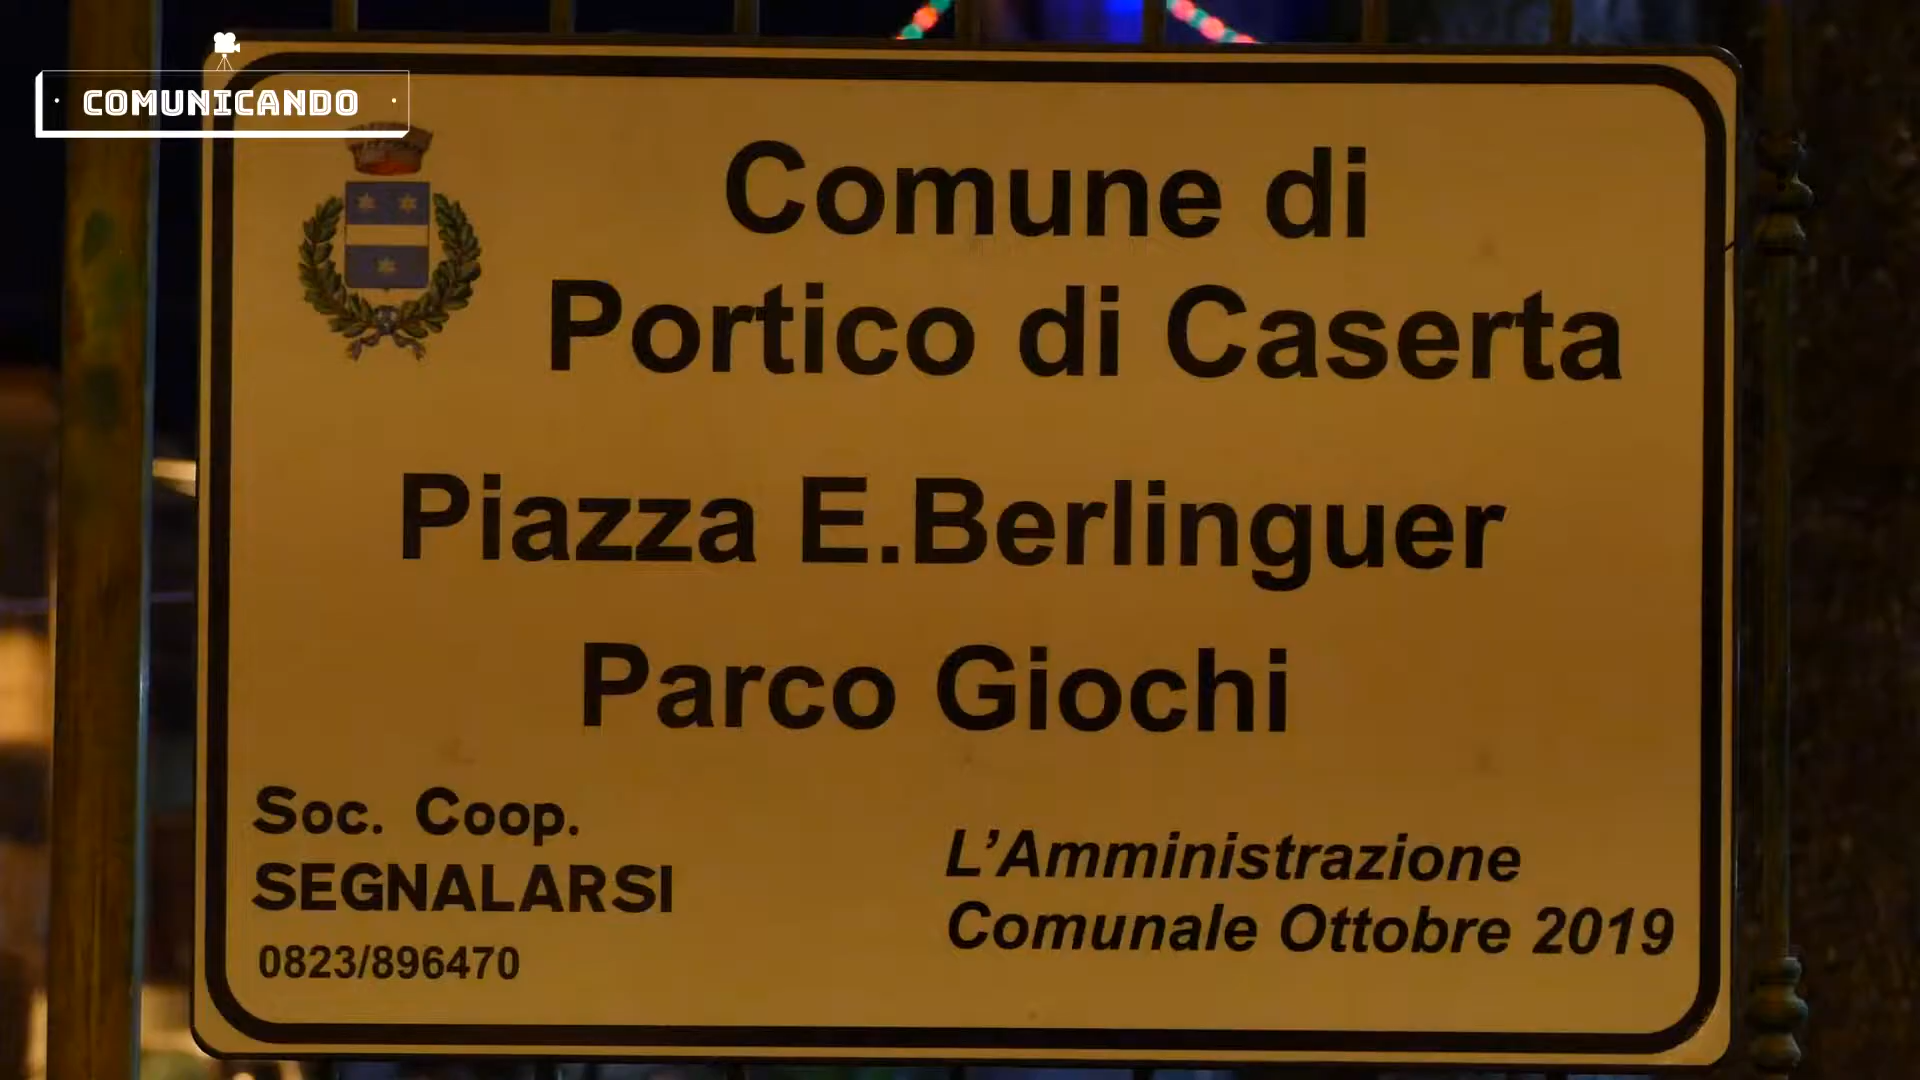 COMUNICANDO
Comune di
Portico di Caserta
Piazza E.Berlinguer
Parco Giochi
Soc. Coop.
SEGNALARSI
0823/896470
L’Amministrazione
Comunale Ottobre 2019